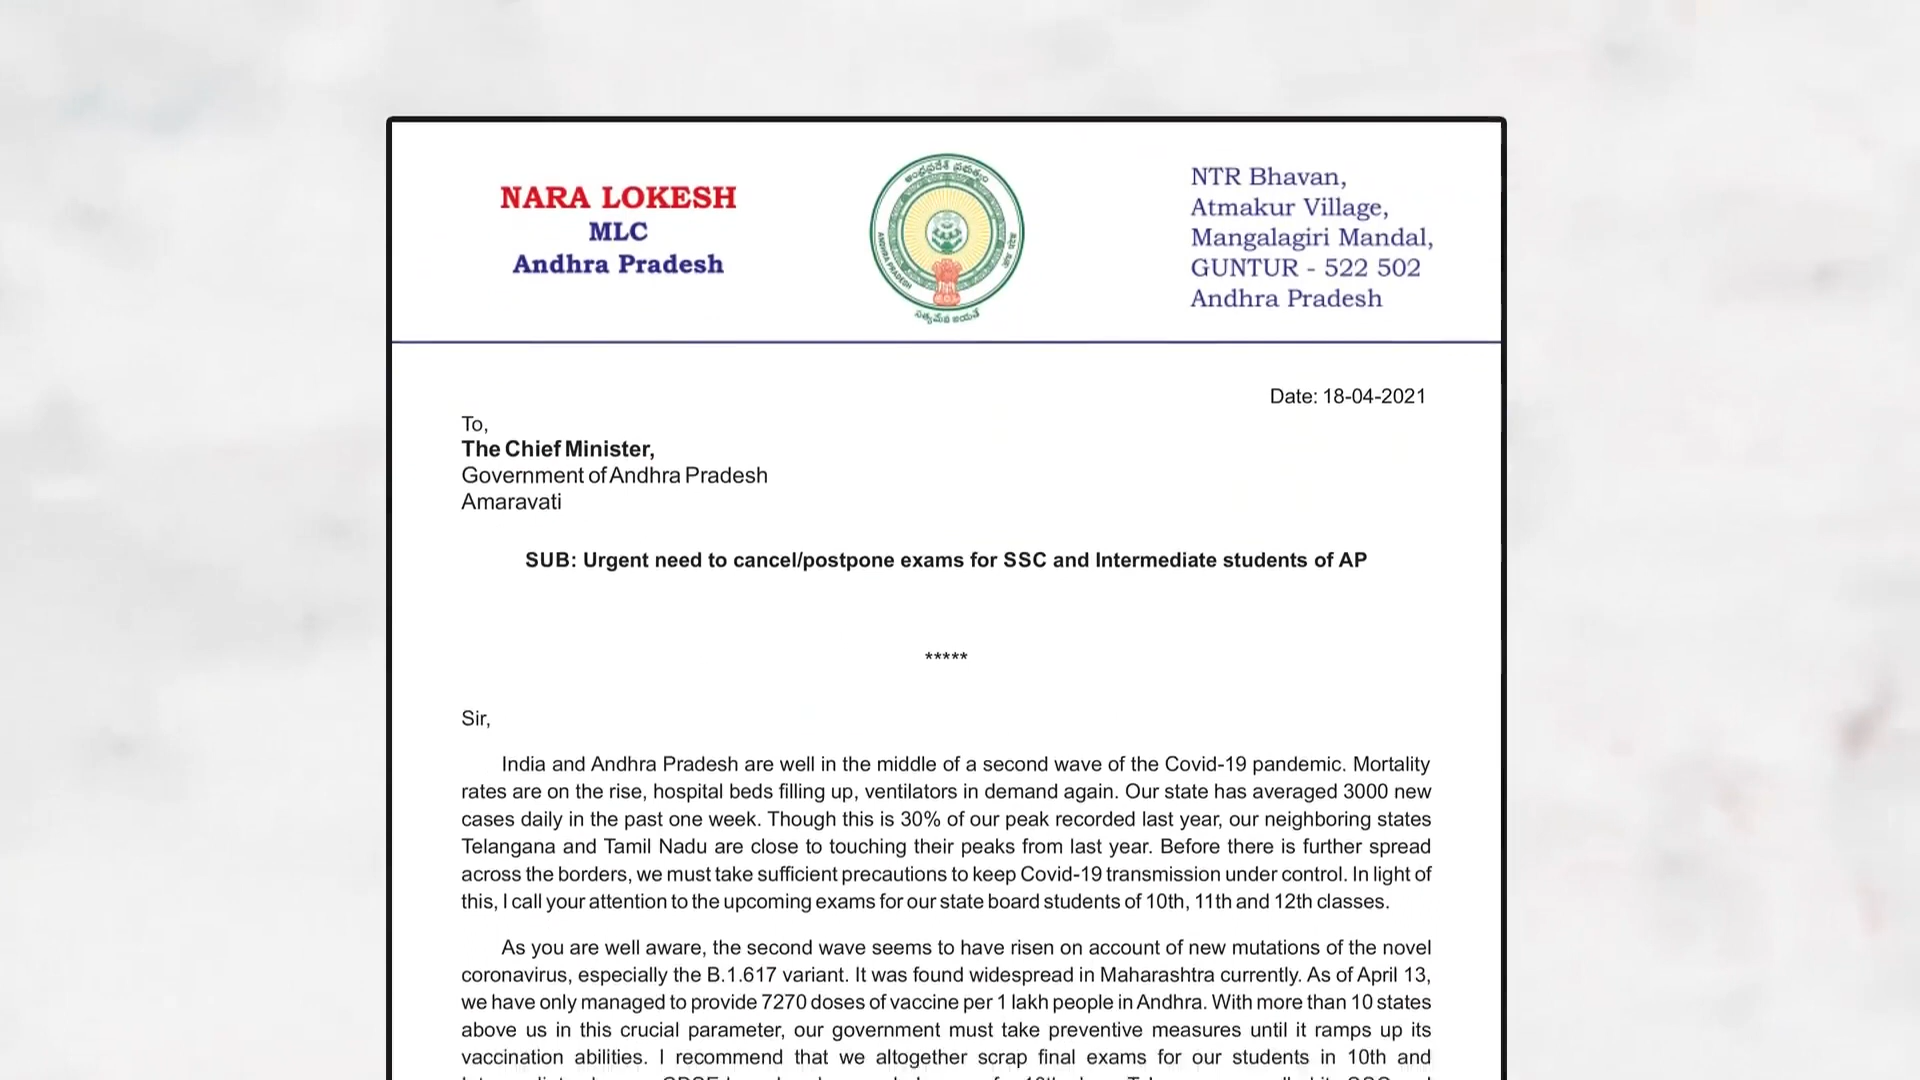 NARA LOKESH
MLC
Andhra Pradesh
ఆంధ్రప్రదేశ్ ప్రభుత్వం
ANDHRA PRADESH
సత్యమేవ జయతే
NTR Bhavan,
Atmakur Village,
Mangalagiri Mandal,
GUNTUR - 522 502
Andhra Pradesh
Date: 18-04-2021
To,
The Chief Minister,
Government of Andhra Pradesh
Amaravati
SUB: Urgent need to cancel/postpone exams for SSC and Intermediate students of AP
*****
Sir,
India and Andhra Pradesh are well in the middle of a second wave of the Covid-19 pandemic. Mortality
rates are on the rise, hospital beds filling up, ventilators in demand again. Our state has averaged 3000 new
cases daily in the past one week. Though this is 30% of our peak recorded last year, our neighboring states
Telangana and Tamil Nadu are close to touching their peaks from last year. Before there is further spread
across the borders, we must take sufficient precautions to keep Covid-19 transmission under control. In light of
this, I call your attention to the upcoming exams for our state board students of 10th, 11th and 12th classes.
As you are well aware, the second wave seems to have risen on account of new mutations of the novel
coronavirus, especially the B.1.617 variant. It was found widespread in Maharashtra currently. As of April 13,
we have only managed to provide 7270 doses of vaccine per 1 lakh people in Andhra. With more than 10 states
above us in this crucial parameter, our government must take preventive measures until it ramps up its
vaccination abilities. I recommend that we altogether scrap final exams for our students in 10th and